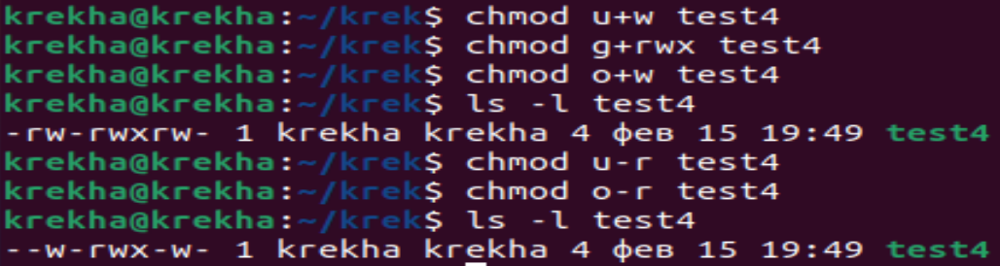 krekha@krekha:~/krek$ chmod u+w test4
krekha@krekha:~/krek$ chmod g+rwx test4
krekha@krekha:~/krek$ chmod o+w test4
krekha@krekha:~/krek$ ls -l test4
-rw-rwxrw- 1 krekha krekha 4 фев 15 19:49 test4
krekha@krekha:~/krek$ chmod u-r test4
krekha@krekha:~/krek$ chmod o-r test4
krekha@krekha:~/krek$ ls -l test4
--w-rwx-w- 1 krekha krekha 4 фев 15 19:49 test4